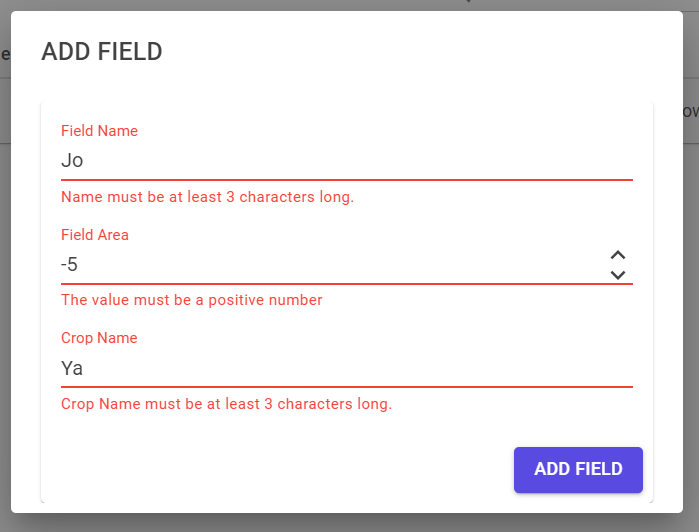 ADD FIELD
Field Name
Jo
Name must be at least 3 characters long.
Field Area
-5
The value must be a positive number
Crop Name
Ya
Crop Name must be at least 3 characters long.
ADD FIELD